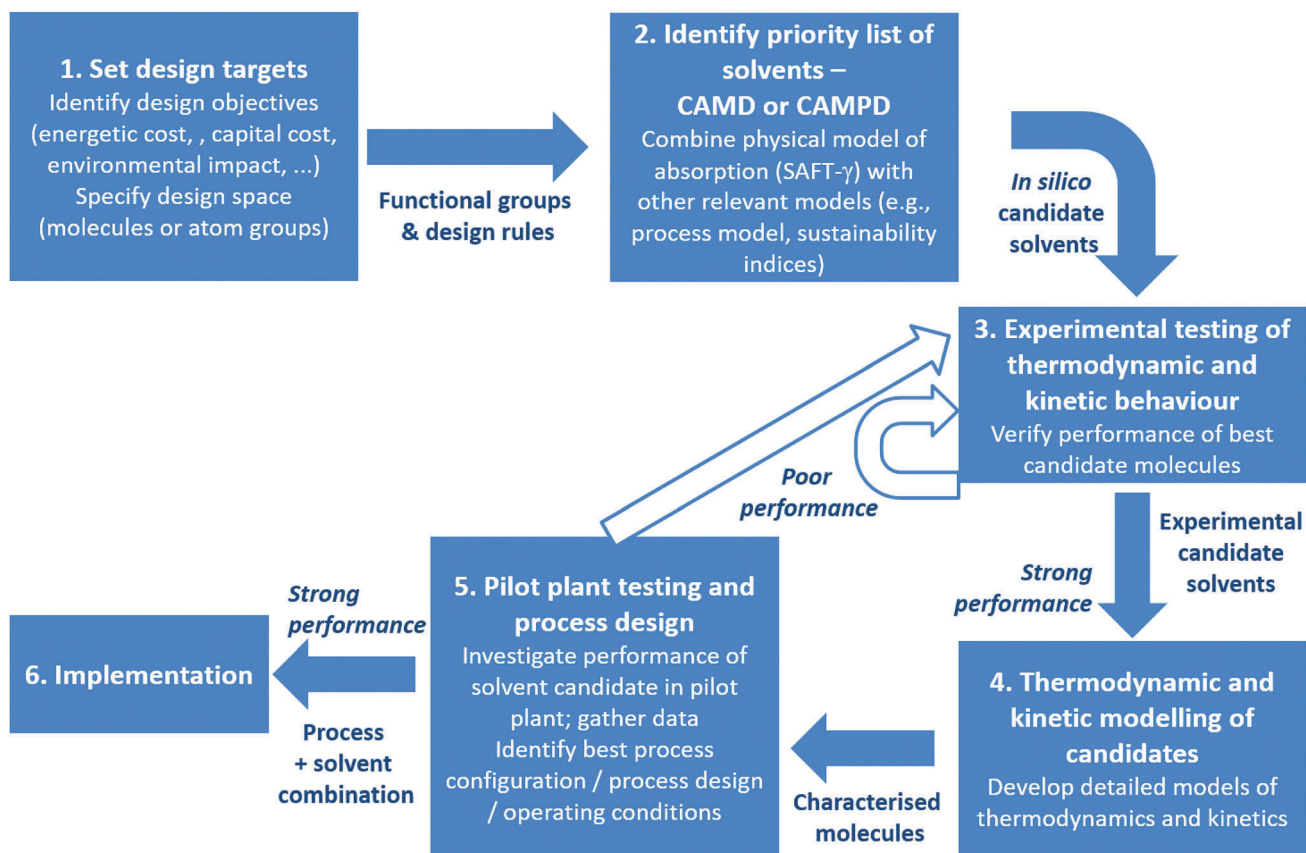 1. Set design targets
Identify design objectives
(energetic cost, , capital cost,
environmental impact, ...)
Specify design space
(molecules or atom groups)
Functional groups
& design rules
2. Identify priority list of
solvents –
CAMD or CAMPD
Combine physical model of
absorption (SAFT-γ) with
other relevant models (e.g.,
process model, sustainability
indices)
In silico
candidate
solvents
3. Experimental testing of
thermodynamic and
kinetic behaviour
Verify performance of best
candidate molecules
Poor
performance
Experimental
candidate
solvents
Strong
performance
4. Thermodynamic and
kinetic modelling of
candidates
Develop detailed models of
thermodynamics and kinetics
Characterised
molecules
5. Pilot plant testing and
process design
Investigate performance of
solvent candidate in pilot
plant; gather data
Identify best process
configuration / process design
/ operating conditions
Strong
performance
Process
+ solvent
combination
6. Implementation